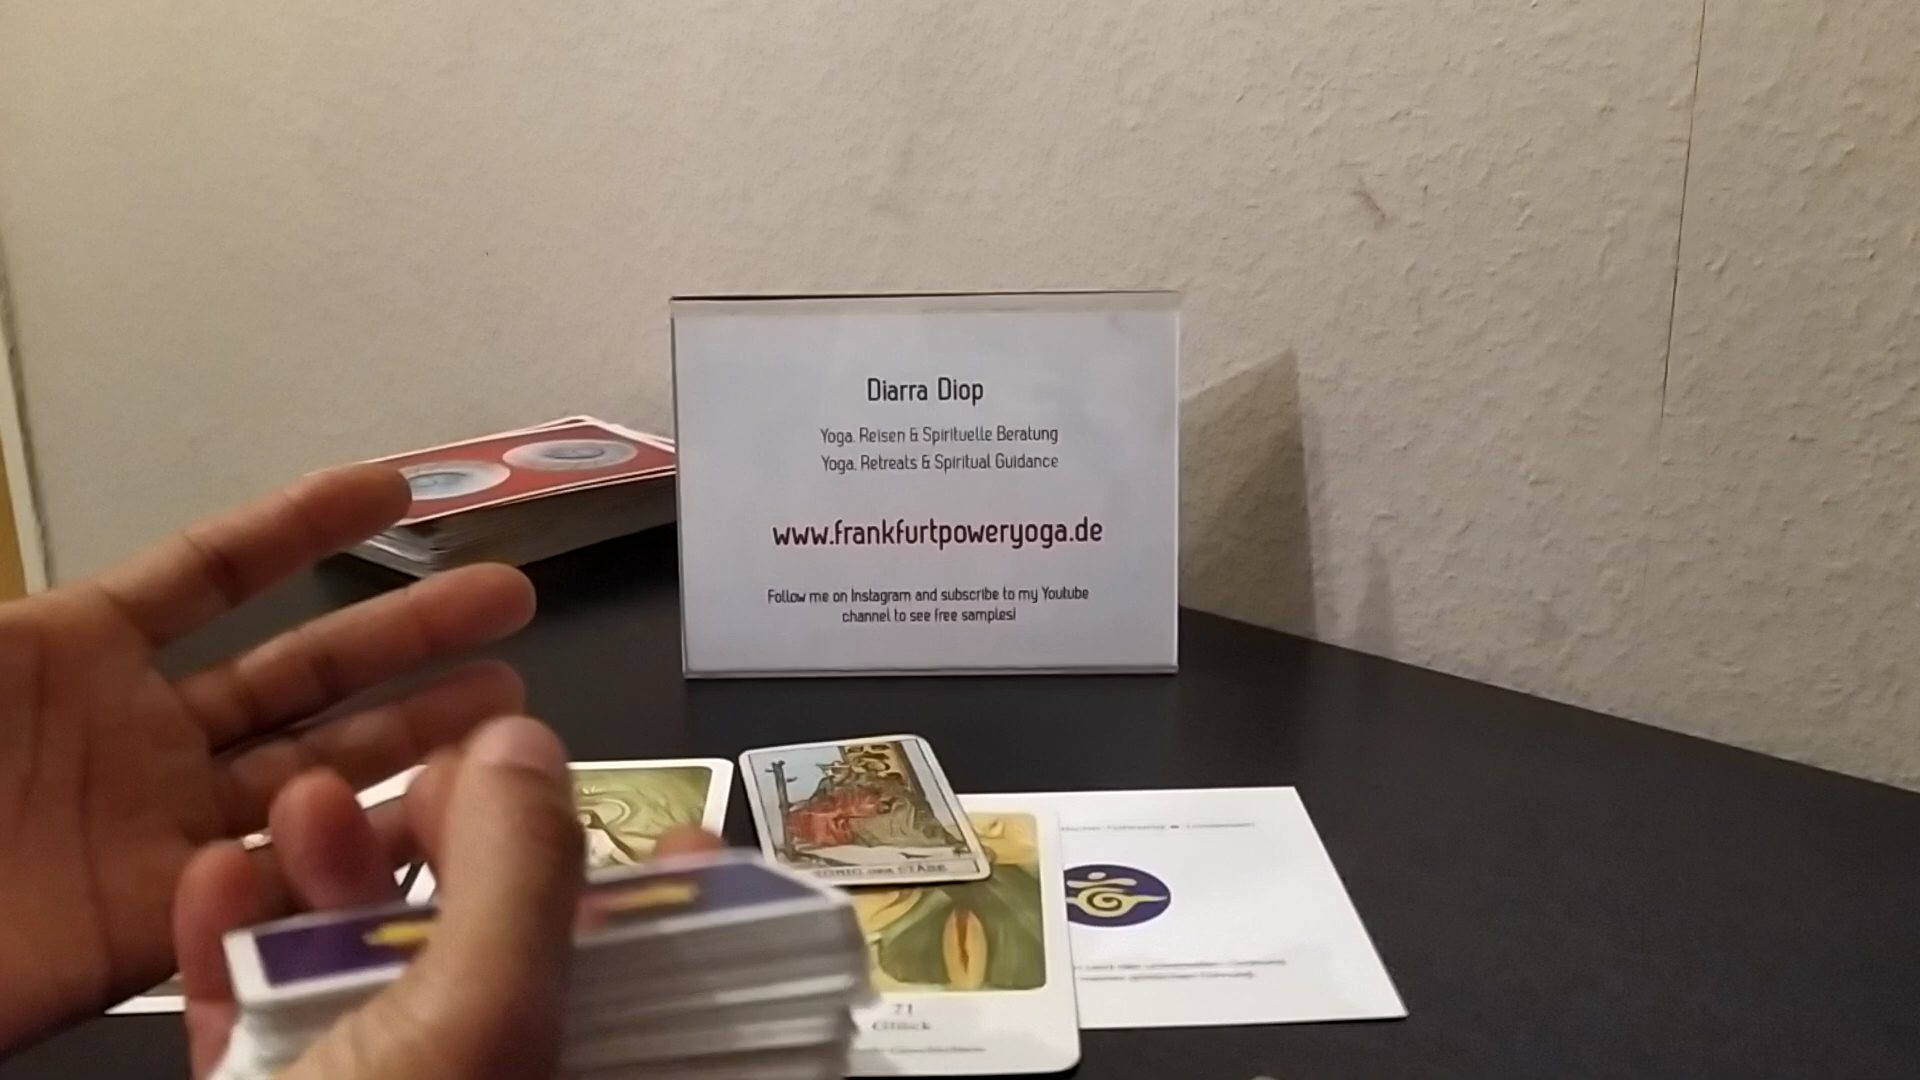 Diarra Diop
Yoga, Reisen & Spirituelle Beratung
Yoga, Retreats & Spiritual Guidance
www.frankfurtpoweryoga.de
Follow me on Instagram and subscribe to my Youtube
channel to see free samples!
KÖNIG DER STÄBE
71
Glück